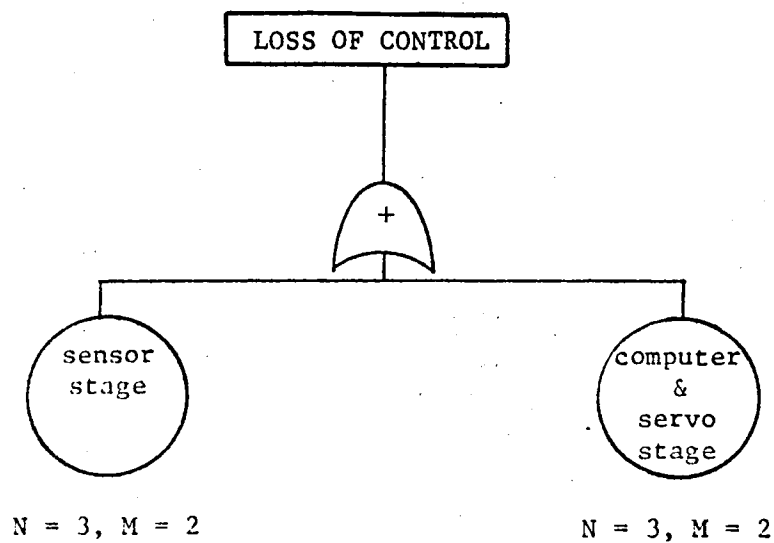 LOSS OF CONTROL
+
sensor
stage
computer
&
servo
stage
N = 3, M = 2
N = 3, M = 2